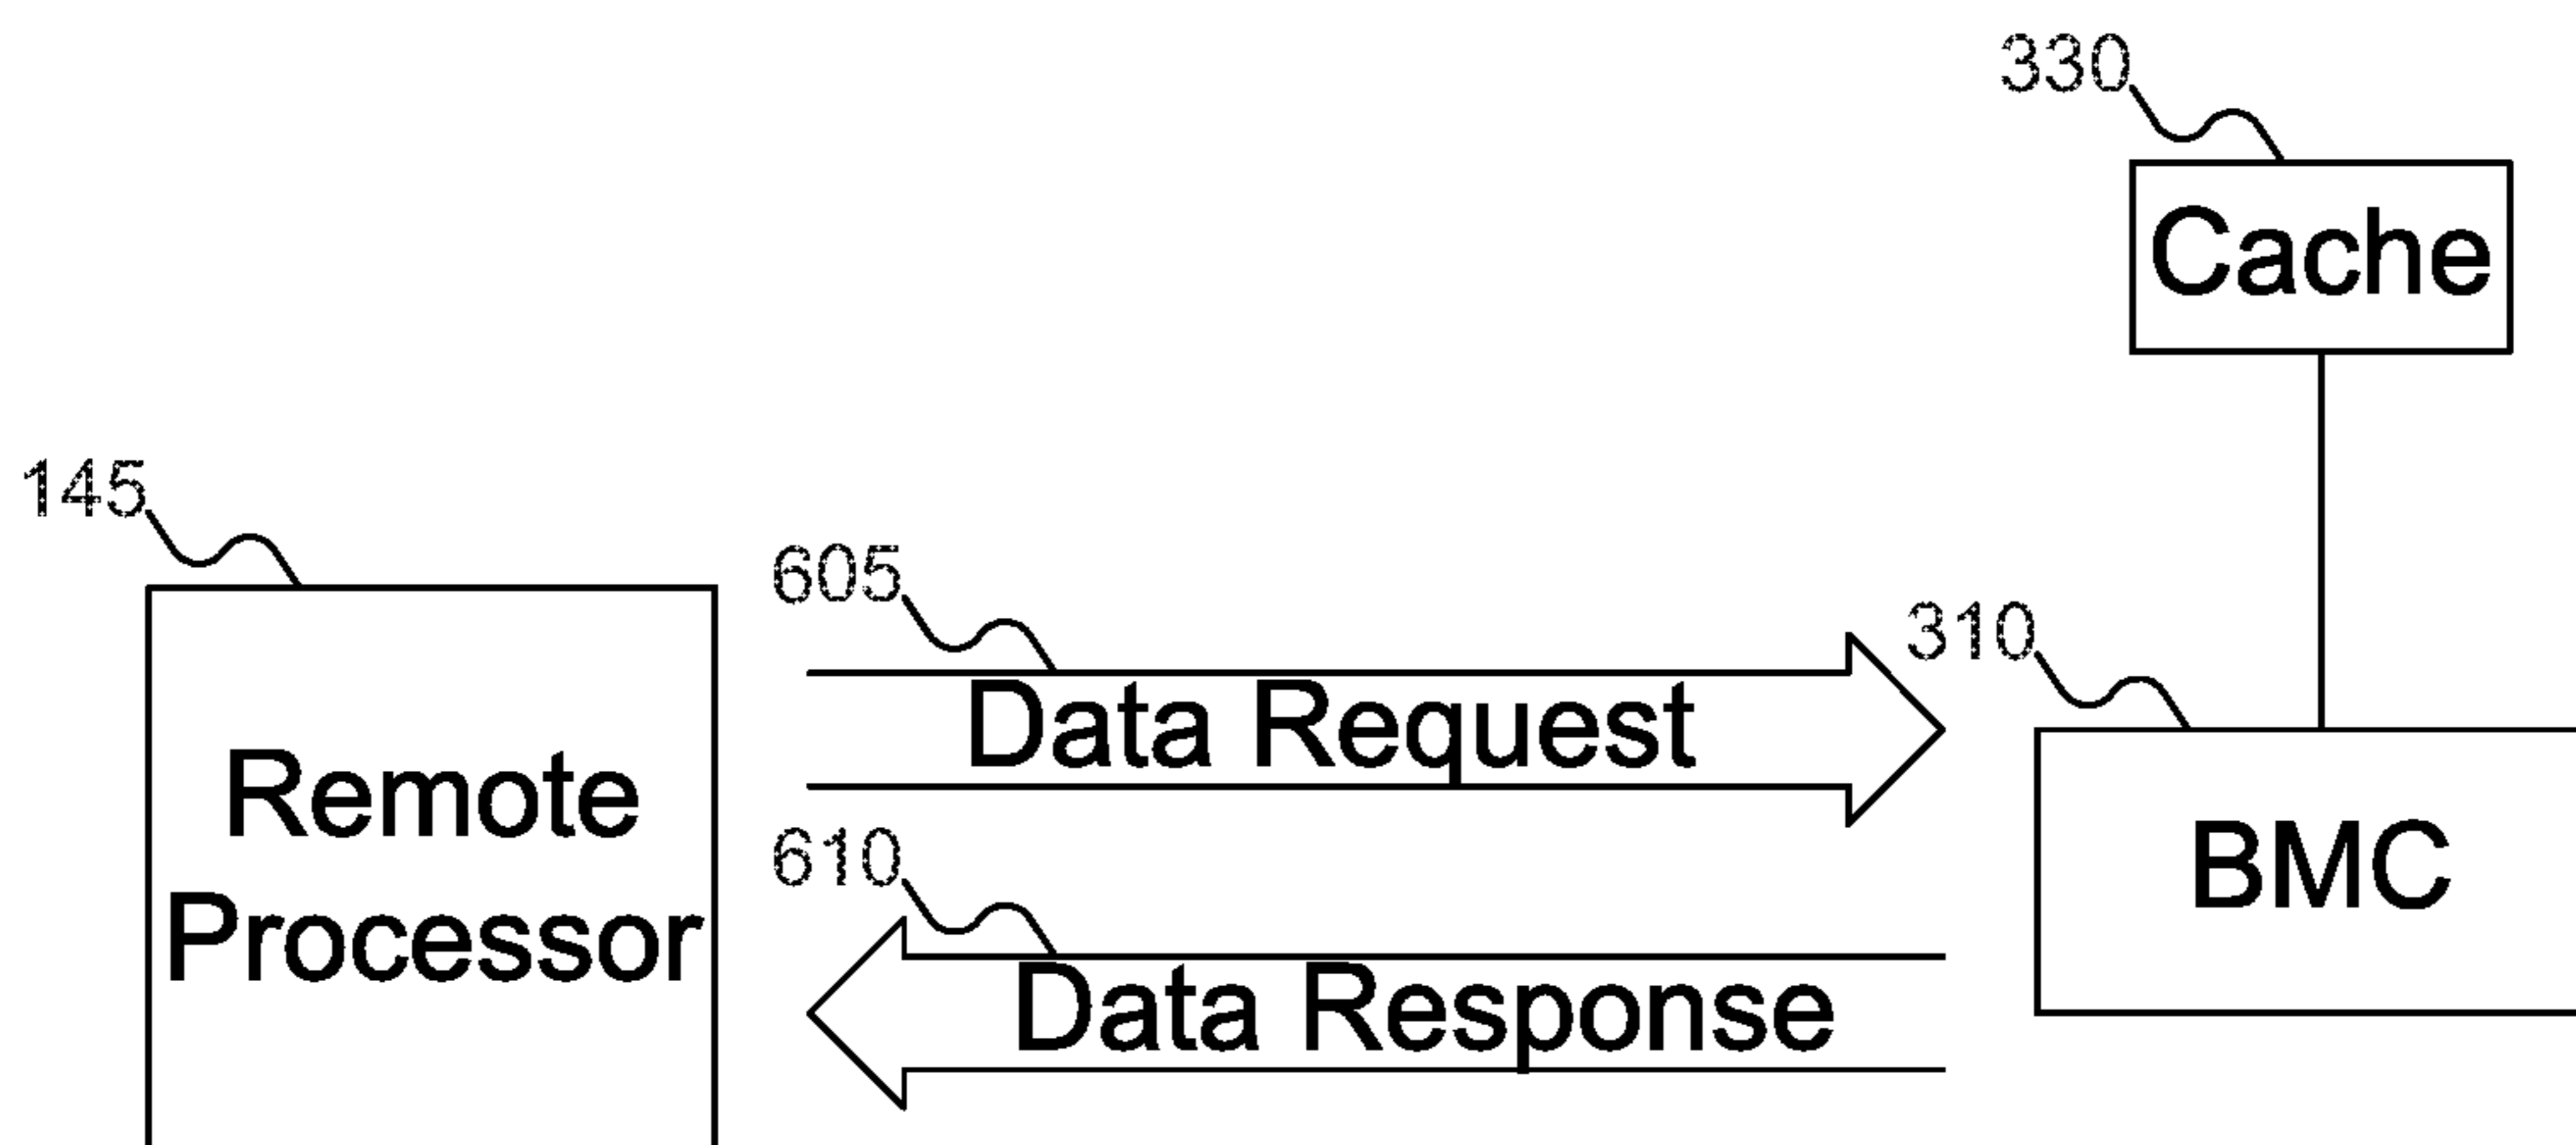 330
Cache
145
605
310
Data Request
Remote
Processor
610
BMC
Data Response